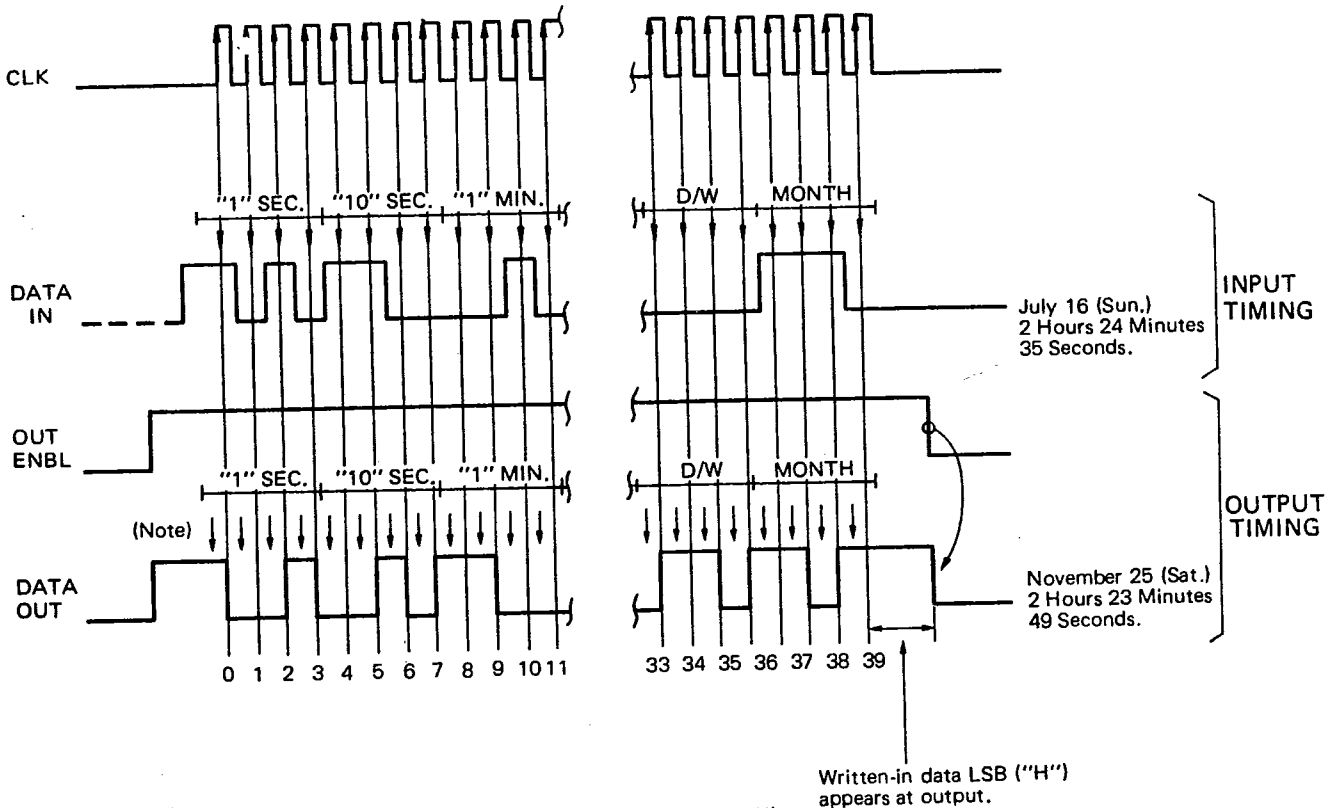 CLK
"1" SEC. "10" SEC. "1" MIN. D/W MONTH
DATA
IN
July 16 (Sun.)
2 Hours 24 Minutes
35 Seconds.
INPUT
TIMING
OUT
ENBL
"1" SEC. "10" SEC. "1" MIN. D/W MONTH
(Note)
DATA
OUT
November 25 (Sat.)
2 Hours 23 Minutes
49 Seconds.
OUTPUT
TIMING
0 1 2 3 4 5 6 7 8 9 10 11 33 34 35 36 37 38 39
Written-in data LSB ("H")
appears at output.